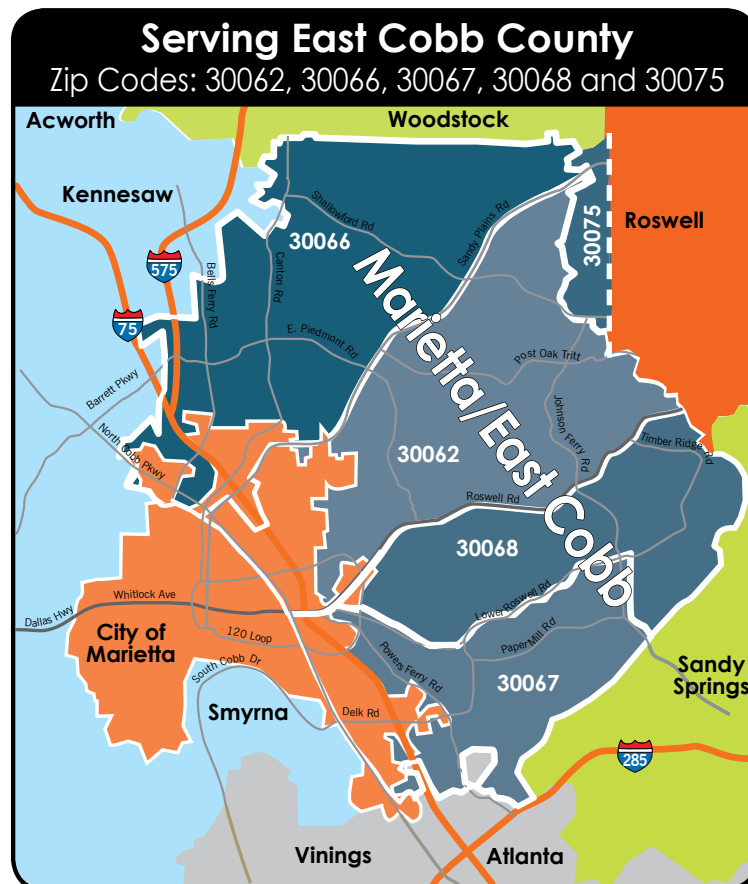 Serving East Cobb County
Zip Codes: 30062, 30066, 30067, 30068 and 30075
Acworth
Woodstock
Kennesaw
Roswell
Shallowford Rd
Sandy Plains Rd
30075
30066
575
Bells Ferry Rd
Canton Rd
75
E. Piedmont Rd
Marietta/East Cobb
Post Oak Tritt
Barrett Pkwy
Johnson Ferry Rd
North Cobb Pkwy
30062
Timber Ridge Rd
Roswell Rd
30068
Lower Roswell Rd
Whitlock Ave
Dallas Hwy
City of
Marietta
120 Loop
PaperMill Rd
Powers Ferry Rd
South Cobb Dr
30067
Sandy
Springs
Smyrna
Delk Rd
285
Vinings
Atlanta